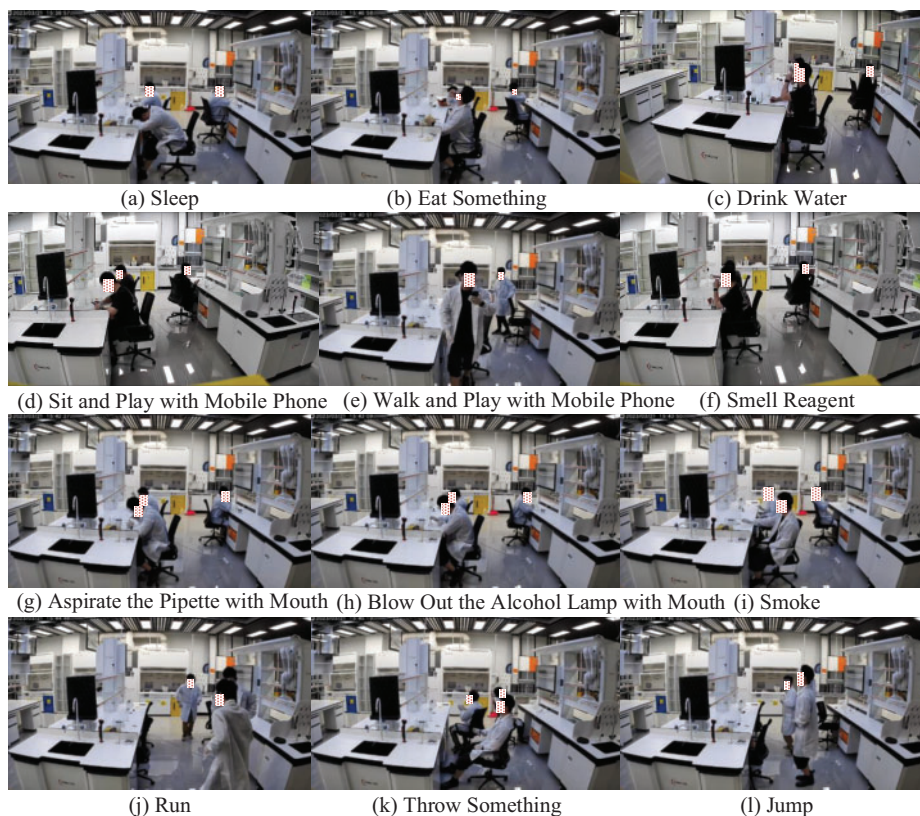 (a) Sleep
(b) Eat Something
(c) Drink Water
(d) Sit and Play with Mobile Phone
(e) Walk and Play with Mobile Phone
(f) Smell Reagent
(g) Aspirate the Pipette with Mouth
(h) Blow Out the Alcohol Lamp with Mouth
(i) Smoke
(j) Run
(k) Throw Something
(l) Jump